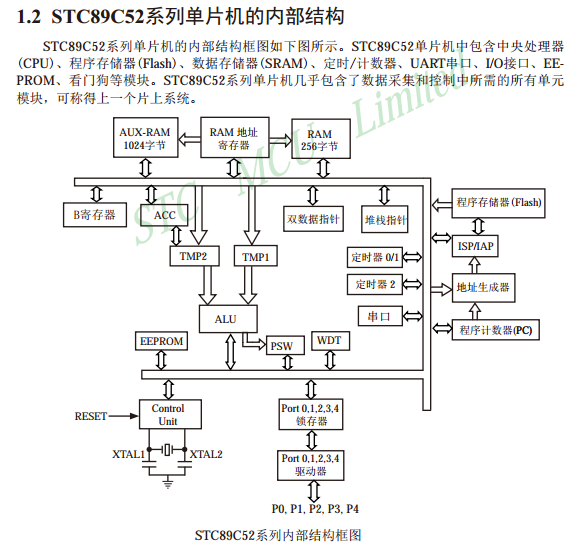 1.2 STC89C52系列单片机的内部结构
STC89C52系列单片机的内部结构框图如下图所示。STC89C52单片机中包含中央处理器
(CPU)、程序存储器(Flash)、数据存储器(SRAM)、定时/计数器、UART串口、I/O接口、EE-
PROM、看门狗等模块。STC89C52系列单片机几乎包含了数据采集和控制中所需的所有单元
模块，可称得上一个片上系统。
STC MCU Limited
AUX-RAM
1024字节
RAM 地址
寄存器
RAM
256字节
B寄存器
ACC
双数据指针
堆栈指针
程序存储器(Flash)
ISP/IAP
TMP2
TMP1
定时器 0/1
定时器 2
地址生成器
串口
程序计数器(PC)
ALU
EEPROM
PSW
WDT
RESET
Control
Unit
Port 0,1,2,3,4
锁存器
XTAL1
XTAL2
Port 0,1,2,3,4
驱动器
P0, P1, P2, P3, P4
STC89C52系列内部结构框图